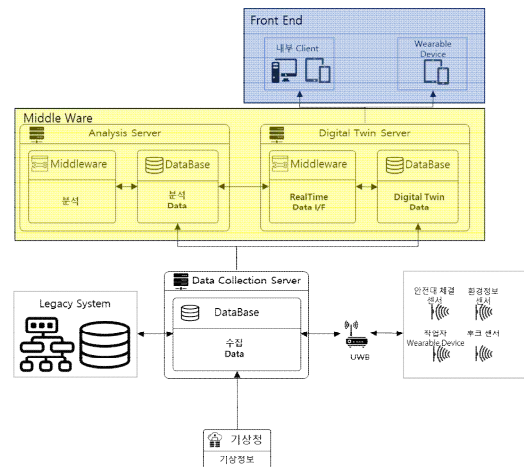 Front End
내부 Client
Wearable
Device
Middle Ware
Analysis Server
Digital Twin Server
Middleware
DataBase
Middleware
DataBase
분석
분석
Data
RealTime
Data I/F
Digital Twin
Data
Data Collection Server
Legacy System
DataBase
수집
Data
UWB
안전대 체결
센서
환경정보
센서
작업자
Wearable Device
후크 센서
기상청
기상정보